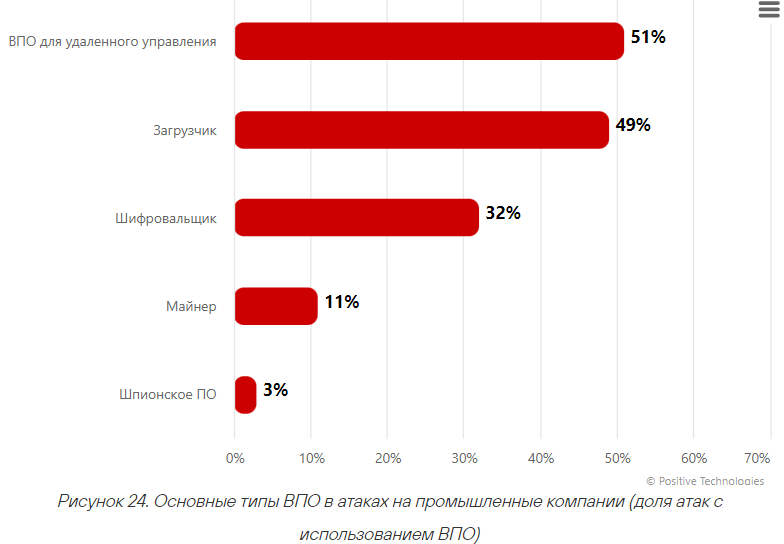 ВПО для удаленного управления 51%
Загрузчик 49%
Шифровальщик 32%
Майнер 11%
Шпионское ПО 3%
0% 10% 20% 30% 40% 50% 60% 70%
© Positive Technologies
Рисунок 24. Основные типы ВПО в атаках на промышленные компании (доля атак с
использованием ВПО)